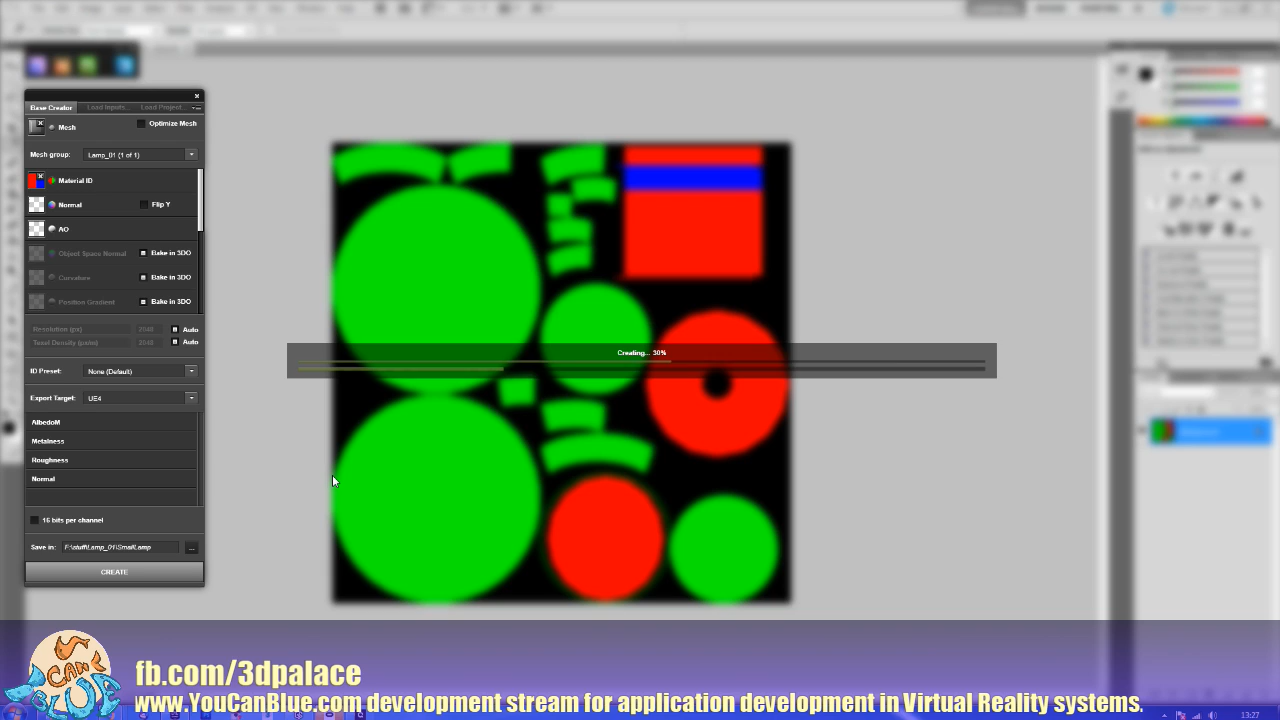 Base Creator Load Inputs... Load Project...
Mesh Optimize Mesh
Mesh group: Lamp_01 (1 of 1)
Material ID
Normal Flip Y
AO
Object Space Normal Bake in 3DO
Curvature Bake in 3DO
Position Gradient Bake in 3DO
Resolution (px) 2048 Auto
Texel Density (px/m) 2048 Auto
ID Preset: None (Default)
Export Target: UE4
AlbedoM
Metalness
Roughness
Normal
16 bits per channel
Save in: F:\stuff\Lamp_01\SmallLamp ...
CREATE
Creating... 30%
CAN
BLUE
fb.com/3dpalace
www.YouCanBlue.com development stream for application development in Virtual Reality systems.
13:27